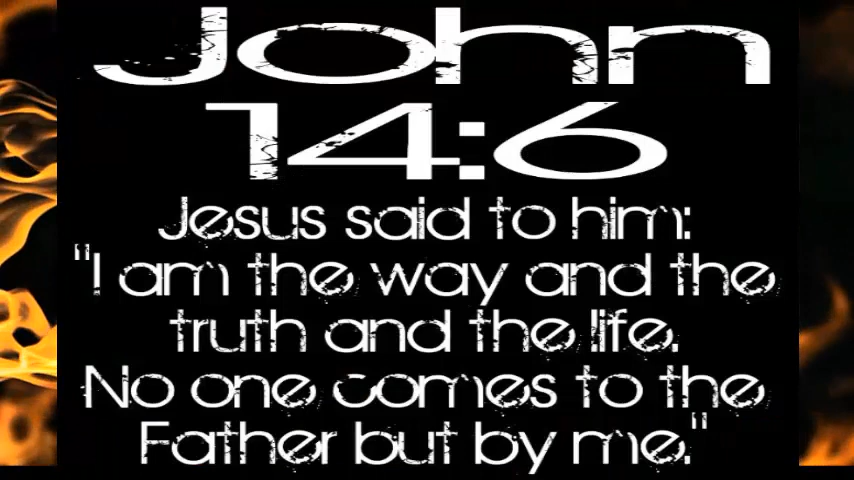 John
14:6
Jesus said to him:
"I am the way and the
truth and the life.
No one comes to the
Father but by me."